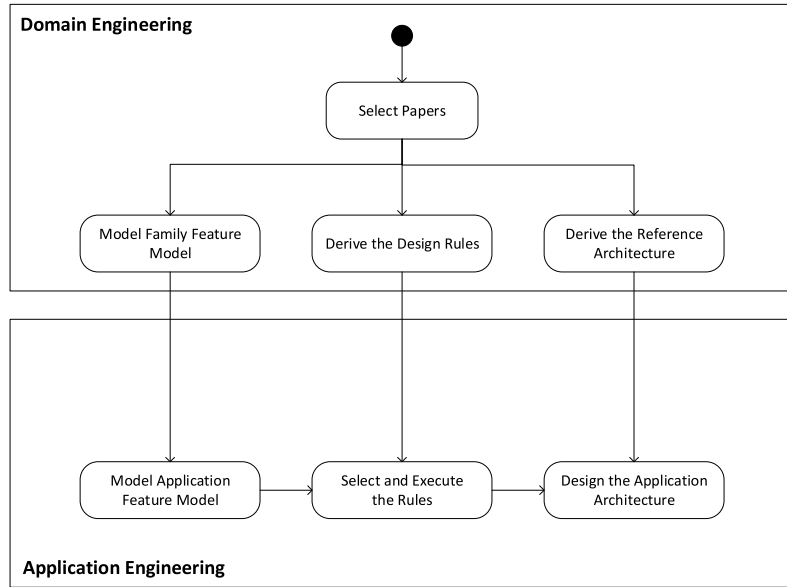 Domain Engineering
Select Papers
Model Family Feature
Model
Derive the Design Rules
Derive the Reference
Architecture
Model Application
Feature Model
Select and Execute
the Rules
Design the Application
Architecture
Application Engineering